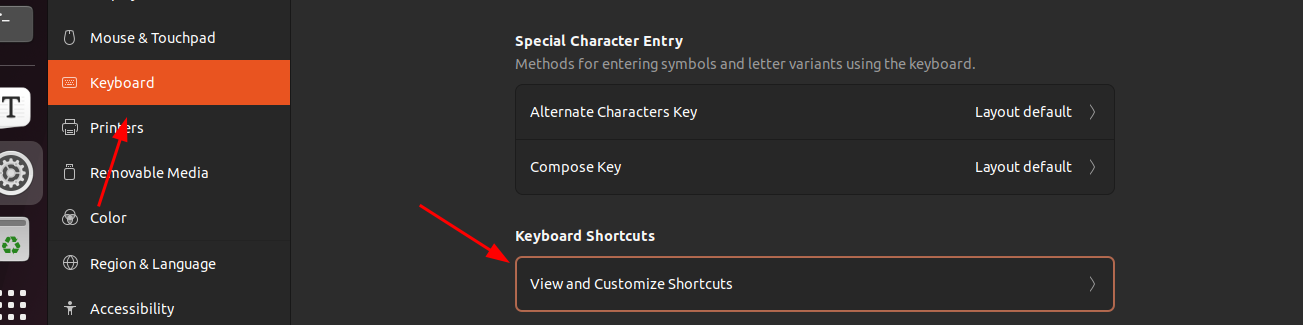 Mouse & Touchpad
Keyboard
Printers
Removable Media
Color
Region & Language
Accessibility
Special Character Entry
Methods for entering symbols and letter variants using the keyboard.
Alternate Characters Key Layout default
Compose Key Layout default
Keyboard Shortcuts
View and Customize Shortcuts
T